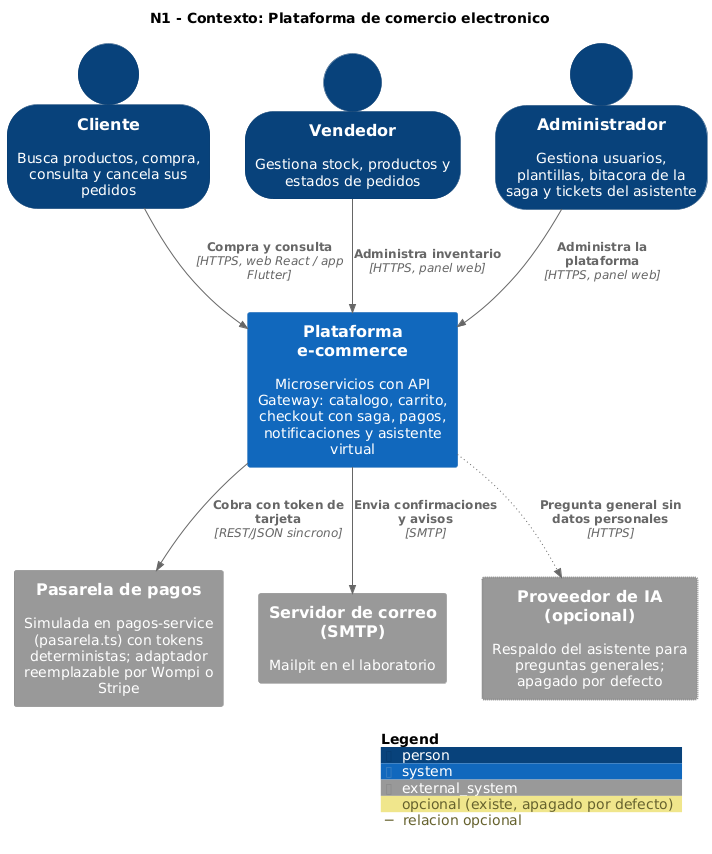 N1 - Contexto: Plataforma de comercio electronico
Cliente
Busca productos, compra,
consulta y cancela sus
pedidos
Vendedor
Gestiona stock, productos y
estados de pedidos
Administrador
Gestiona usuarios,
plantillas, bitacora de la
saga y tickets del asistente
Compra y consulta
[HTTPS, web React / app
Flutter]
Administra inventario
[HTTPS, panel web]
Administra la
plataforma
[HTTPS, panel web]
Plataforma
e-commerce
Microservicios con API
Gateway: catalogo, carrito,
checkout con saga, pagos,
notificaciones y asistente
virtual
Cobra con token de
tarjeta
[REST/JSON sincrono]
Envia confirmaciones
y avisos
[SMTP]
Pregunta general sin
datos personales
[HTTPS]
Pasarela de pagos
Simulada en pagos-service
(pasarela.ts) con tokens
deterministas; adaptador
reemplazable por Wompi o
Stripe
Servidor de correo
(SMTP)
Mailpit en el laboratorio
Proveedor de IA
(opcional)
Respaldo del asistente para
preguntas generales;
apagado por defecto
Legend
person
system
external_system
opcional (existe, apagado por defecto)
relacion opcional